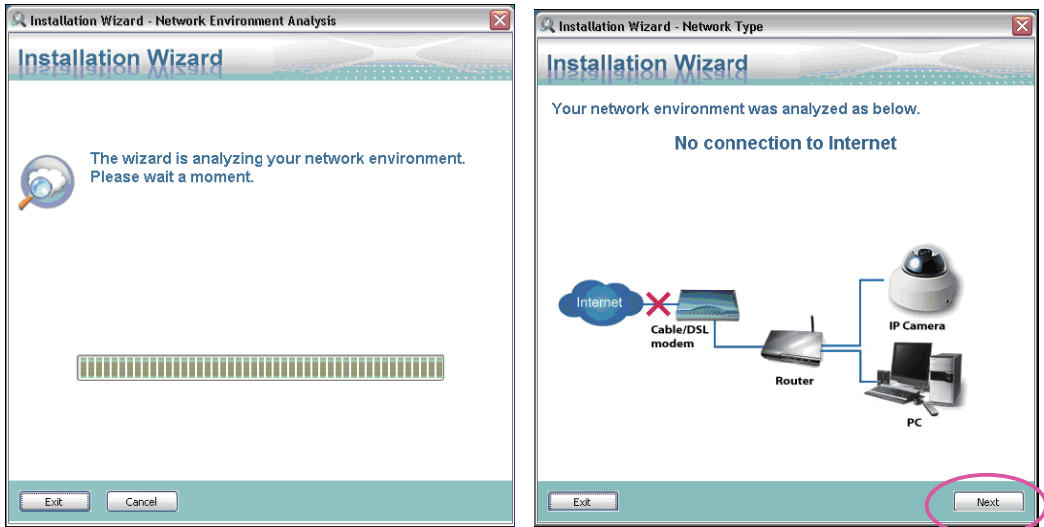 Installation Wizard - Network Environment Analysis
Installation Wizard
The wizard is analyzing your network environment.
Please wait a moment.
Exit
Cancel
Installation Wizard - Network Type
Installation Wizard
Your network environment was analyzed as below.
No connection to Internet
Internet
Cable/DSL
modem
Router
IP Camera
PC
Exit
Next